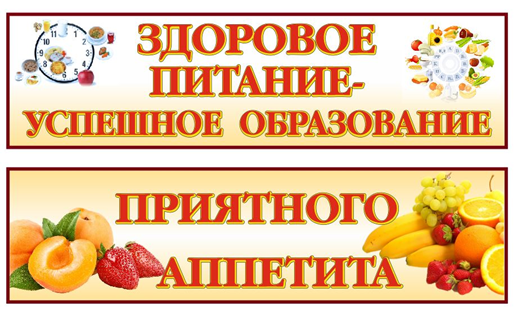 ЗДОРОВОЕ
ПИТАНИЕ-
УСПЕШНОЕ ОБРАЗОВАНИЕ
ПРИЯТНОГО
АППЕТИТА